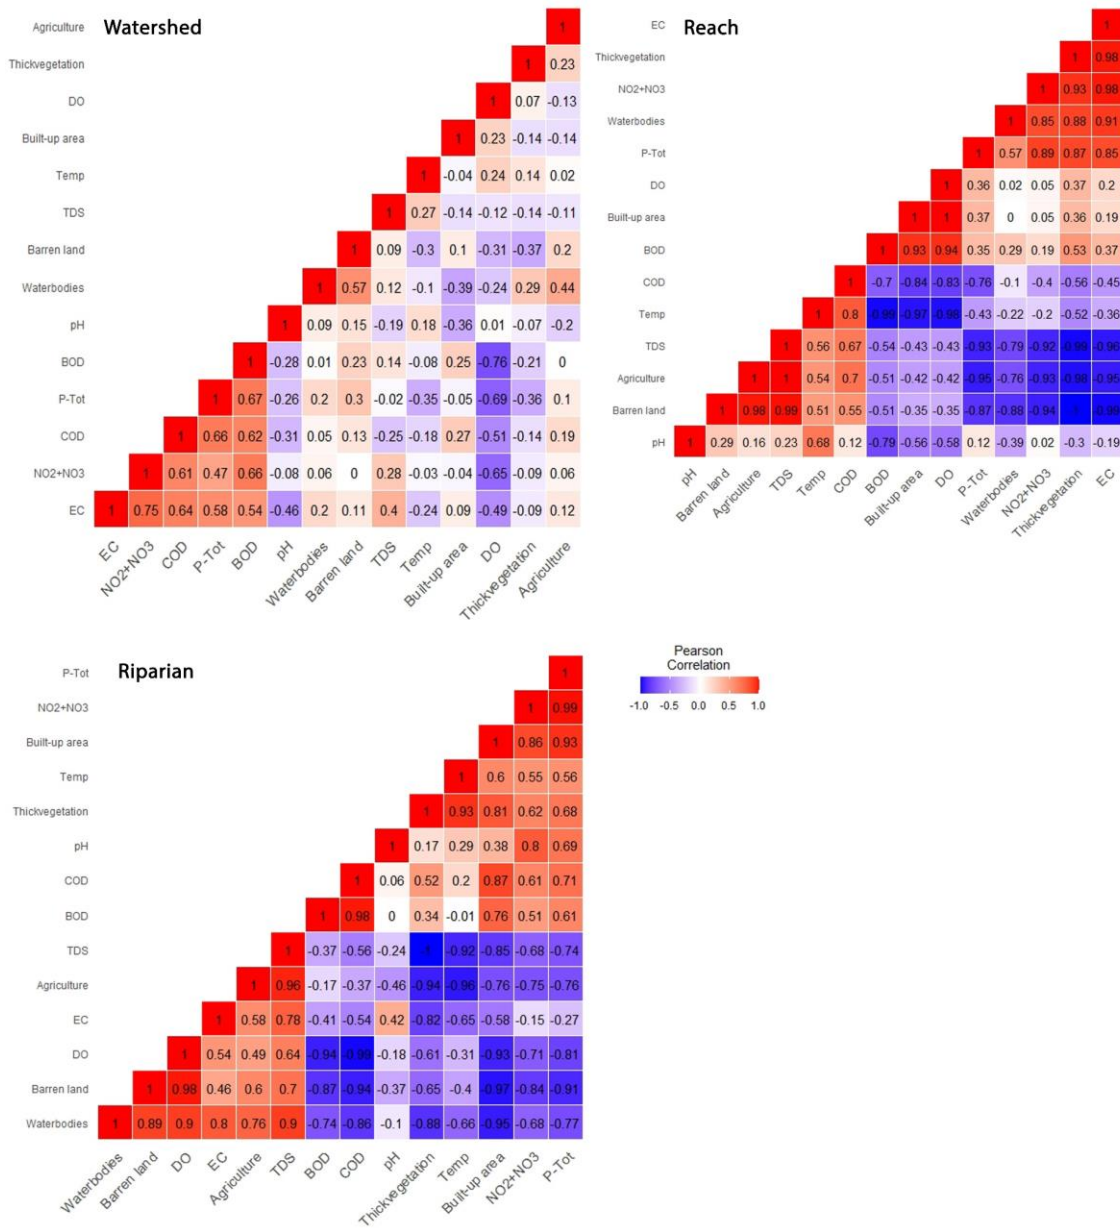 Watershed
Agriculture 1
Thickvegetation 1 0.23
DO 1 0.07 -0.13
Built-up area 1 0.23 -0.14 -0.14
Temp 1 -0.04 0.24 0.14 0.02
TDS 1 0.27 -0.14 -0.12 -0.14 -0.11
Barren land 1 0.09 -0.3 0.1 -0.31 -0.37 0.2
Waterbodies 1 0.57 0.12 -0.1 -0.39 -0.24 0.29 0.44
pH 1 0.09 0.15 -0.19 0.18 -0.36 0.01 -0.07 -0.2
BOD 1 -0.28 0.01 0.23 0.14 -0.08 0.25 -0.76 -0.21 0
P-Tot 1 0.67 -0.26 0.2 0.3 -0.02 -0.35 -0.05 -0.69 -0.36 0.1
COD 1 0.66 0.62 -0.31 0.05 0.13 -0.25 -0.18 0.27 -0.51 -0.14 0.19
NO2+NO3 1 0.61 0.47 0.66 -0.08 0.06 0 0.28 -0.03 -0.04 -0.65 -0.09 0.06
EC 1 0.75 0.64 0.58 0.54 -0.46 0.2 0.11 0.4 -0.24 0.09 -0.49 -0.09 0.12
EC NO2+NO3 COD P-Tot BOD pH Waterbodies Barren land TDS Temp Built-up area DO Thickvegetation Agriculture
Reach
EC 1
Thickvegetation 1 0.98
NO2+NO3 1 0.93 0.98
Waterbodies 1 0.85 0.88 0.91
P-Tot 1 0.57 0.89 0.87 0.85
DO 1 0.36 0.02 0.05 0.37 0.2
Built-up area 1 1 0.37 0 0.05 0.36 0.19
BOD 1 0.93 0.94 0.35 0.29 0.19 0.53 0.37
COD 1 -0.7 -0.84 -0.83 -0.76 -0.1 -0.4 -0.56 -0.45
Temp 1 0.8 -0.99 -0.97 -0.98 -0.43 -0.22 -0.2 -0.52 -0.36
TDS 1 0.56 0.67 -0.54 -0.43 -0.43 -0.93 -0.79 -0.92 -0.99 -0.96
Agriculture 1 1 0.54 0.7 -0.51 -0.42 -0.42 -0.95 -0.76 -0.93 -0.98 -0.95
Barren land 1 0.98 0.99 0.51 0.55 -0.51 -0.35 -0.35 -0.87 -0.88 -0.94 -1 -0.99
pH 1 0.29 0.16 0.23 0.68 0.12 -0.79 -0.56 -0.58 0.12 -0.39 0.02 -0.3 -0.19
pH Barren land Agriculture TDS Temp COD BOD Built-up area DO P-Tot Waterbodies NO2+NO3 Thickvegetation EC
Riparian
P-Tot 1
NO2+NO3 1 0.99
Built-up area 1 0.86 0.93
Temp 1 0.6 0.55 0.56
Thickvegetation 1 0.93 0.81 0.62 0.68
pH 1 0.17 0.29 0.38 0.8 0.69
COD 1 0.06 0.52 0.2 0.87 0.61 0.71
BOD 1 0.98 0 0.34 -0.01 0.76 0.51 0.61
TDS 1 -0.37 -0.56 -0.24 -1 -0.92 -0.85 -0.68 -0.74
Agriculture 1 0.96 -0.17 -0.37 -0.46 -0.94 -0.96 -0.76 -0.75 -0.76
EC 1 0.58 0.78 -0.41 -0.54 0.42 -0.82 -0.65 -0.58 -0.15 -0.27
DO 1 0.54 0.49 0.64 -0.94 -0.99 -0.18 -0.61 -0.31 -0.93 -0.71 -0.81
Barren land 1 0.98 0.46 0.6 0.7 -0.87 -0.94 -0.37 -0.65 -0.4 -0.97 -0.84 -0.91
Waterbodies 1 0.89 0.9 0.8 0.76 0.9 -0.74 -0.86 -0.1 -0.88 -0.66 -0.95 -0.68 -0.77
Waterbodies Barren land DO EC Agriculture TDS BOD COD pH Thickvegetation Temp Built-up area NO2+NO3 P-Tot
Pearson
Correlation
-1.0 -0.5 0.0 0.5 1.0